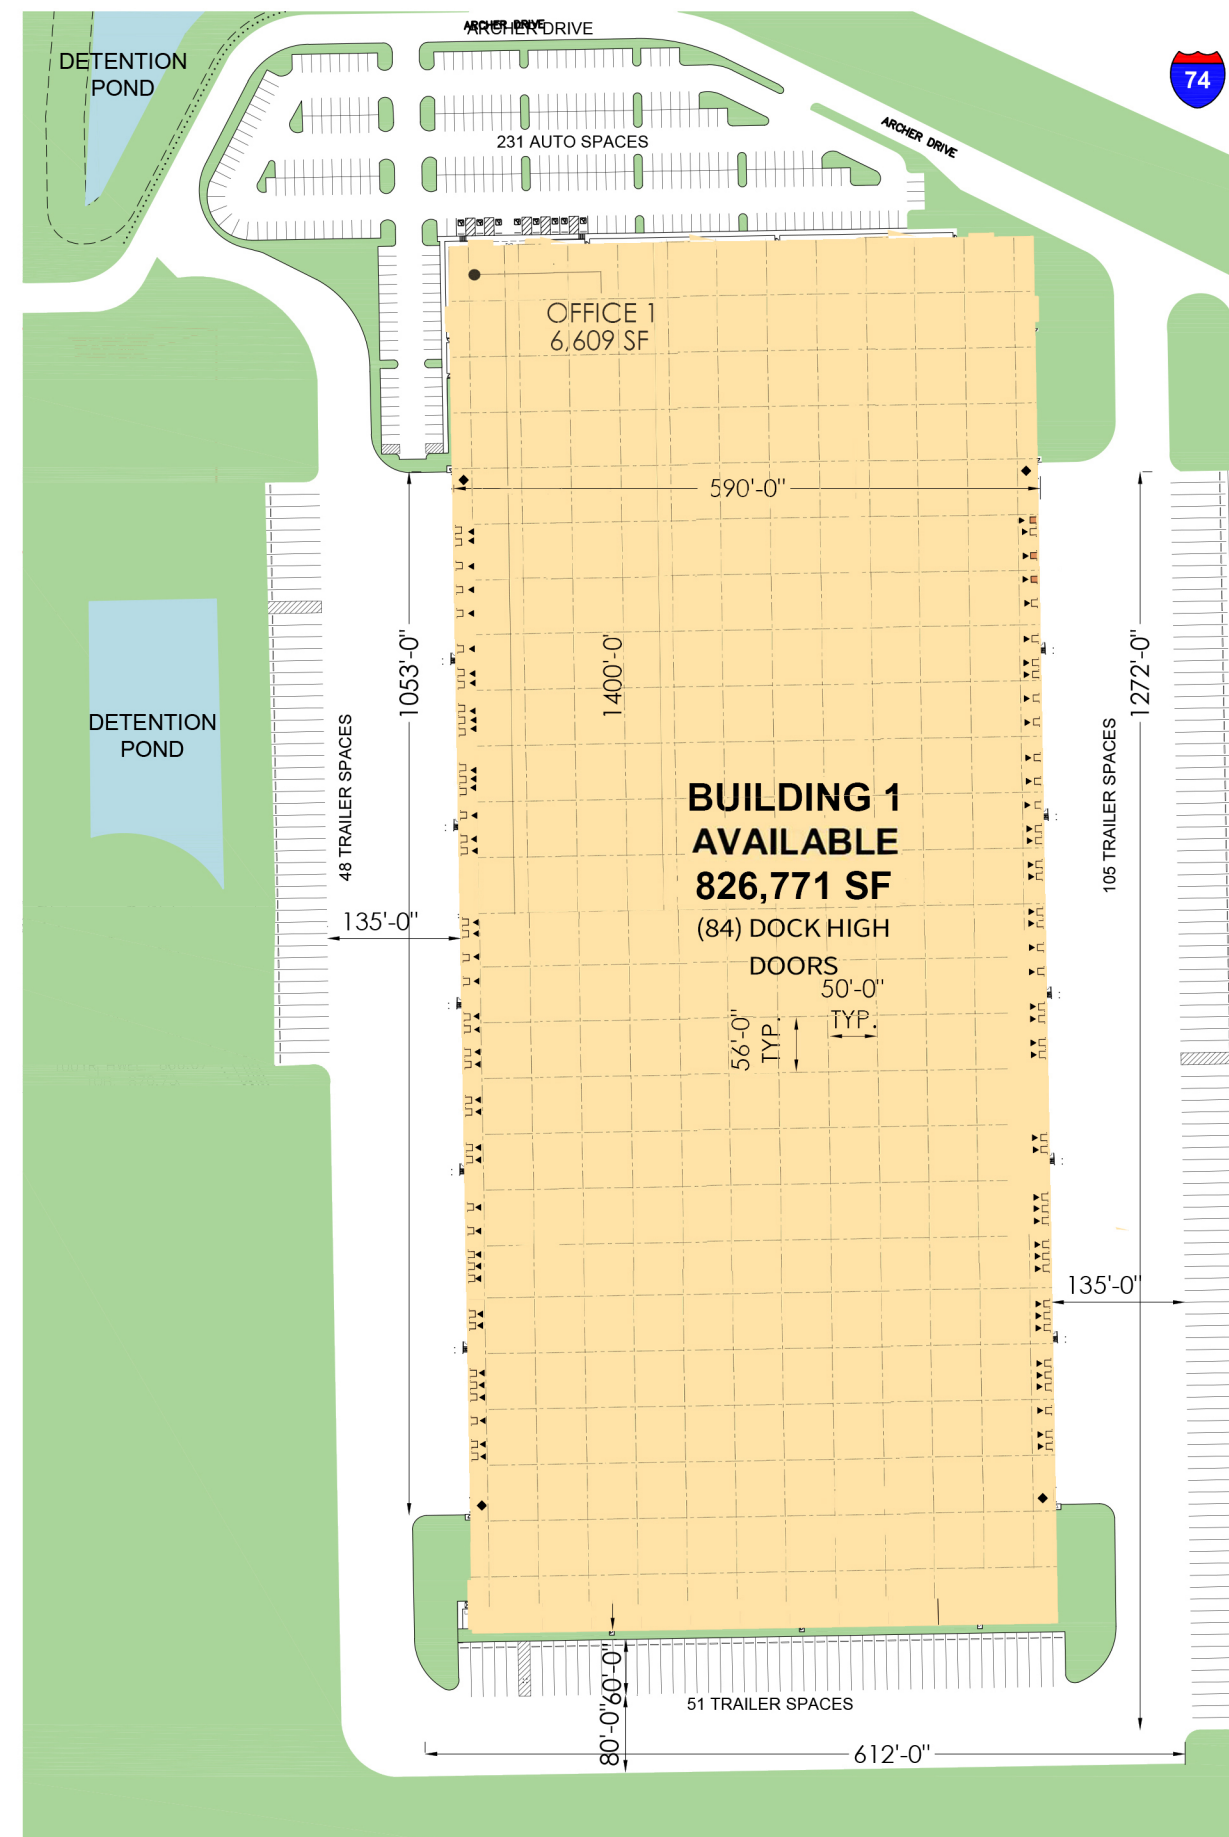 ARCHER DRIVE
ARCHER DRIVE
DETENTION
POND
74
ARCHER DRIVE
231 AUTO SPACES
OFFICE 1
6,609 SF
590'-0"
1053'-0"
1400'-0'
1272'-0"
DETENTION
POND
48 TRAILER SPACES
105 TRAILER SPACES
BUILDING 1
AVAILABLE
826,771 SF
(84) DOCK HIGH
DOORS
135'-0"
50'-0"
TYP.
56'-0"
TYP.
135'-0"
60'-0"
51 TRAILER SPACES
80'-0"
612'-0"